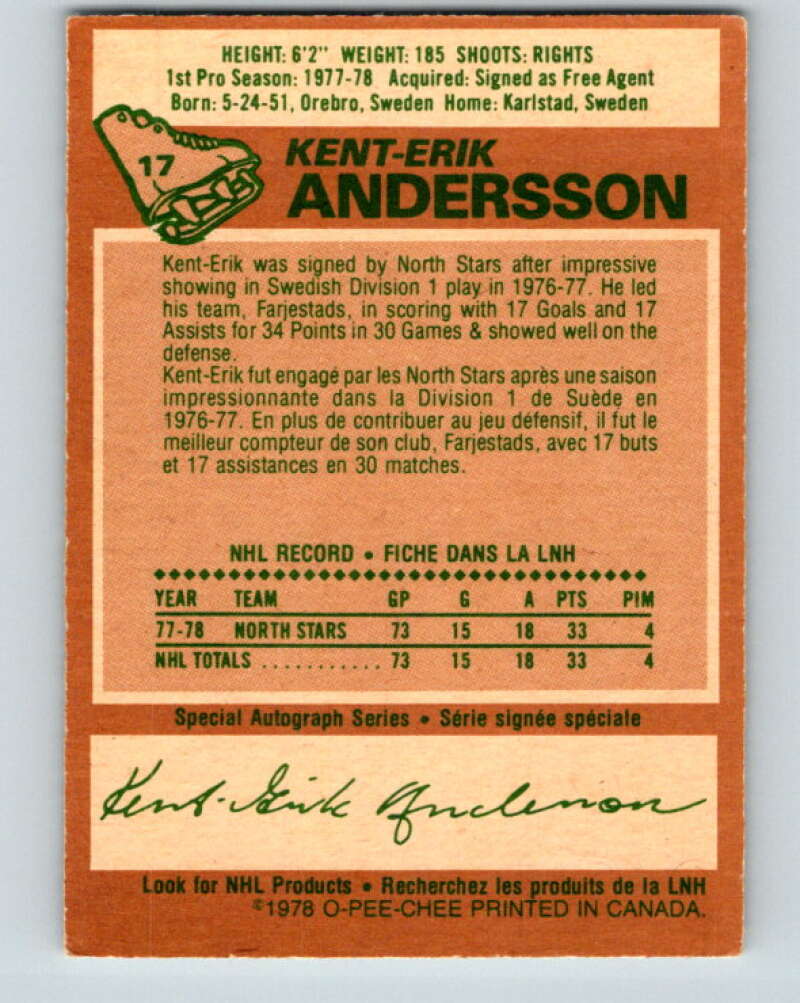 HEIGHT: 6'2" WEIGHT: 185 SHOOTS: RIGHTS
1st Pro Season: 1977-78 Acquired: Signed as Free Agent
Born: 5-24-51, Orebro, Sweden Home: Karlstad, Sweden
17
KENT-ERIK
ANDERSSON
Kent-Erik was signed by North Stars after impressive
showing in Swedish Division 1 play in 1976-77. He led
his team, Farjestads, in scoring with 17 Goals and 17
Assists for 34 Points in 30 Games & showed well on the
defense.
Kent-Erik fut engagé par les North Stars après une saison
impressionnante dans la Division 1 de Suède en
1976-77. En plus de contribuer au jeu défensif, il fut le
meilleur compteur de son club, Farjestads, avec 17 buts
et 17 assistances en 30 matches.
NHL RECORD • FICHE DANS LA LNH
YEAR TEAM GP G A PTS PIM
77-78 NORTH STARS 73 15 18 33 4
NHL TOTALS ........... 73 15 18 33 4
Special Autograph Series • Série signée spéciale
Kent-Erik Andersson
Look for NHL Products • Recherchez les produits de la LNH
©1978 O-PEE-CHEE PRINTED IN CANADA.